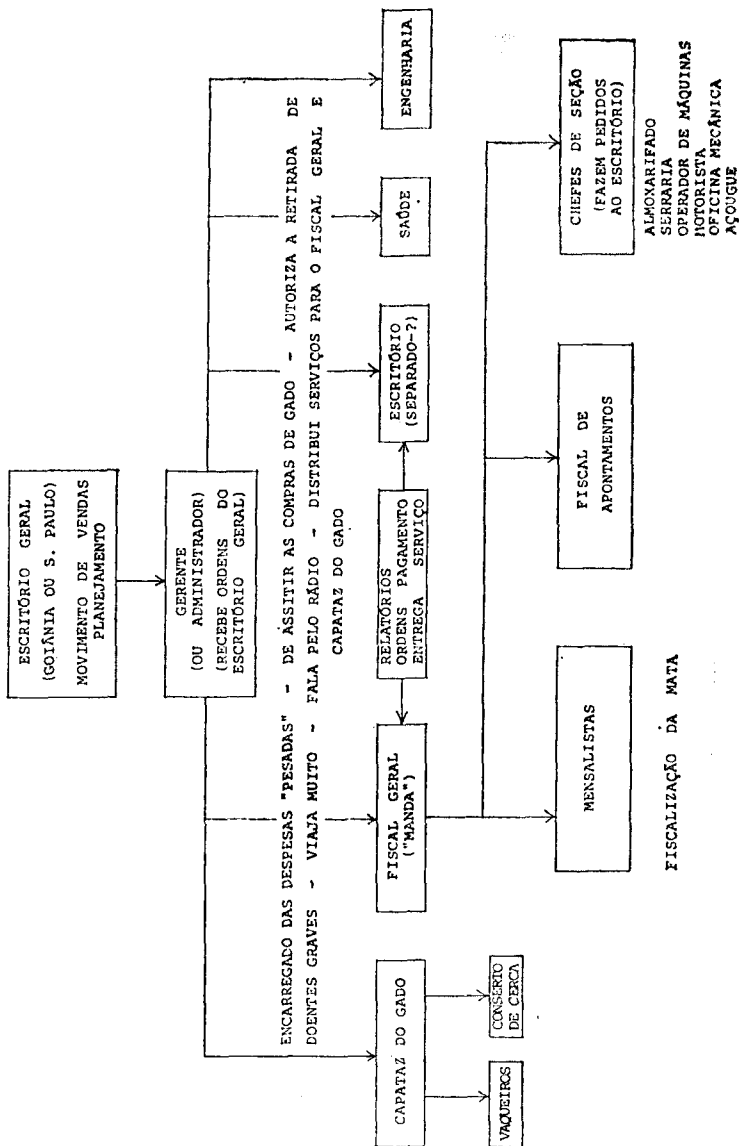 ESCRITÓRIO GERAL
(GOIÂNIA OU S. PAULO)
MOVIMENTO DE VENDAS
PLANEJAMENTO
GERENTE
(OU ADMINISTRADOR)
(RECEBE ORDENS DO
ESCRITÓRIO GERAL)
ENCARREGADO DAS DESPESAS "PESADAS" - DE ASSITIR AS COMPRAS DE GADO - AUTORIZA A RETIRADA DE
DOENTES GRAVES - VIAJA MUITO - FALA PELO RÁDIO - DISTRIBUI SERVIÇOS PARA O FISCAL GERAL E
CAPATAZ DO GADO
CAPATAZ DO GADO
FISCAL GERAL
("MANDA")
RELATÓRIOS
ORDENS PAGAMENTO
ENTREGA SERVIÇO
ESCRITÓRIO
(SEPARADO-?)
SAÚDE
ENGENHARIA
VAQUEIROS
CONSERTO
DE CERCA
MENSALISTAS
FISCALIZAÇÃO DA MATA
FISCAL DE
APONTAMENTOS
CHEFES DE SEÇÃO
(FAZEM PEDIDOS
AO ESCRITÓRIO)
ALMOXARIFADO
SERRARIA
OPERADOR DE MÁQUINAS
MOTORISTA
OFICINA MECÂNICA
AÇOUGUE